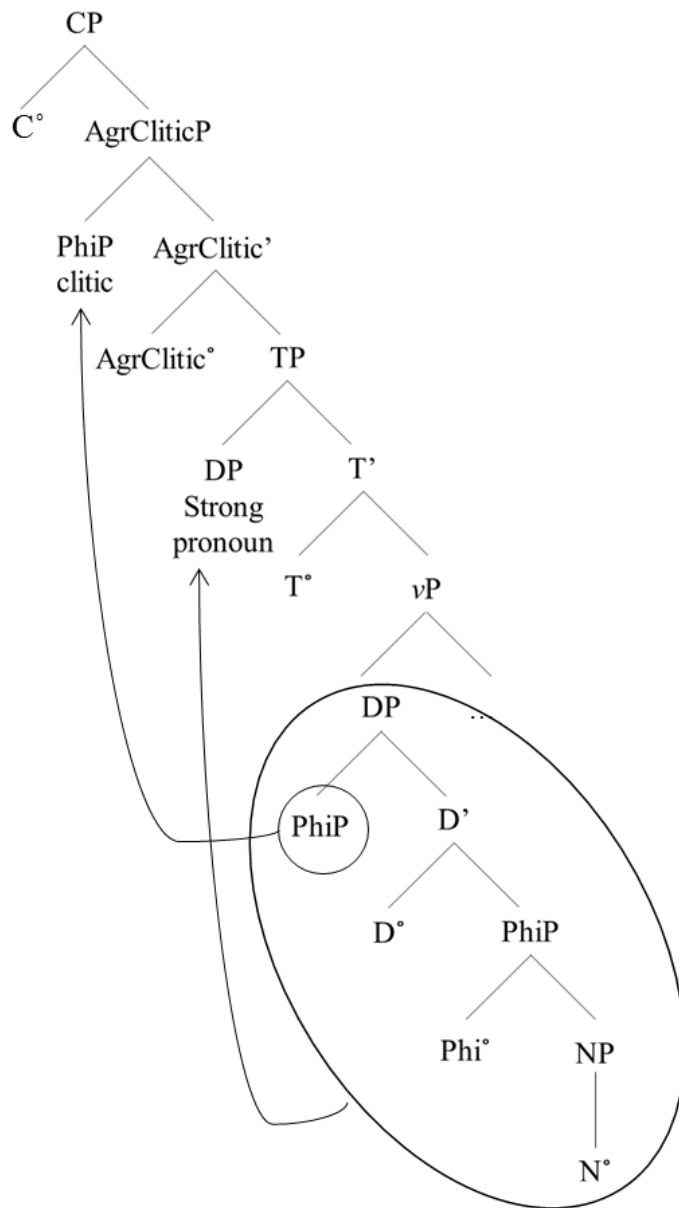 CP
C° AgrCliticP
PhiP AgrClitic’
clitic
AgrClitic° TP
DP T’
Strong
pronoun
T° vP
DP ...
PhiP D’
D° PhiP
Phi° NP
N°